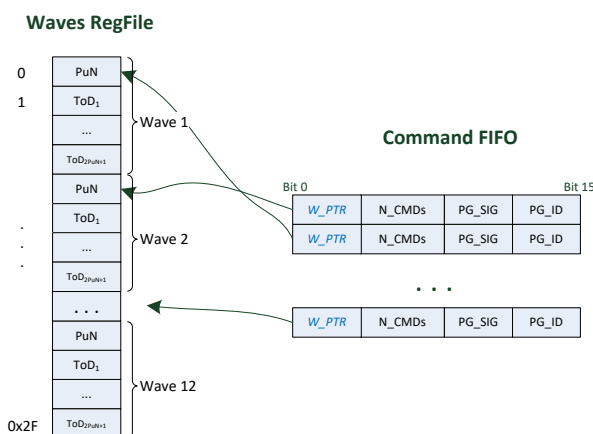 Waves RegFile
0
PuN
1
ToD1
...
Wave 1
ToD2PuN+1
Command FIFO
PuN
Bit 0
Bit 15
ToD1
W_PTR N_CMDs PG_SIG PG_ID
.
.
.
...
Wave 2
W_PTR N_CMDs PG_SIG PG_ID
ToD2PuN+1
. . .
. . .
PuN
W_PTR N_CMDs PG_SIG PG_ID
ToD1
...
Wave 12
0x2F
ToD2PuN+1